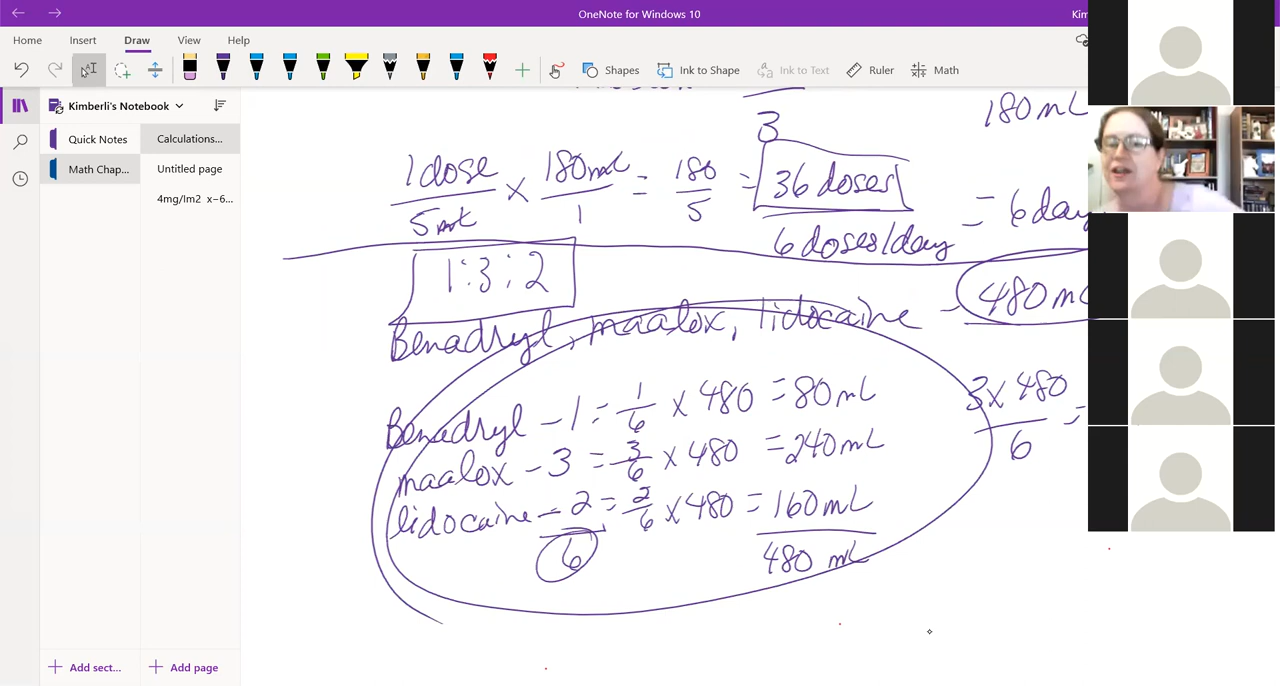 OneNote for Windows 10
Home Insert Draw View Help
Shapes Ink to Shape Ink to Text Ruler Math
Kimberli's Notebook
Quick Notes
Math Chap...
Calculations...
Untitled page
4mg/Im2 x-6...
Add sect...
Add page
180 mL
3
1 dose / 5 mL × 180 mL / 1 = 180 / 5 = 36 doses / 6 doses/day = 6 day
1:3:2
Benadryl, maalox, lidocaine - 480 mL
Benadryl - 1 = 1/6 × 480 = 80 mL
maalox - 3 = 3/6 × 480 = 240 mL
lidocaine - 2 = 2/6 × 480 = 160 mL
6
480 mL
3 × 480 / 6 =